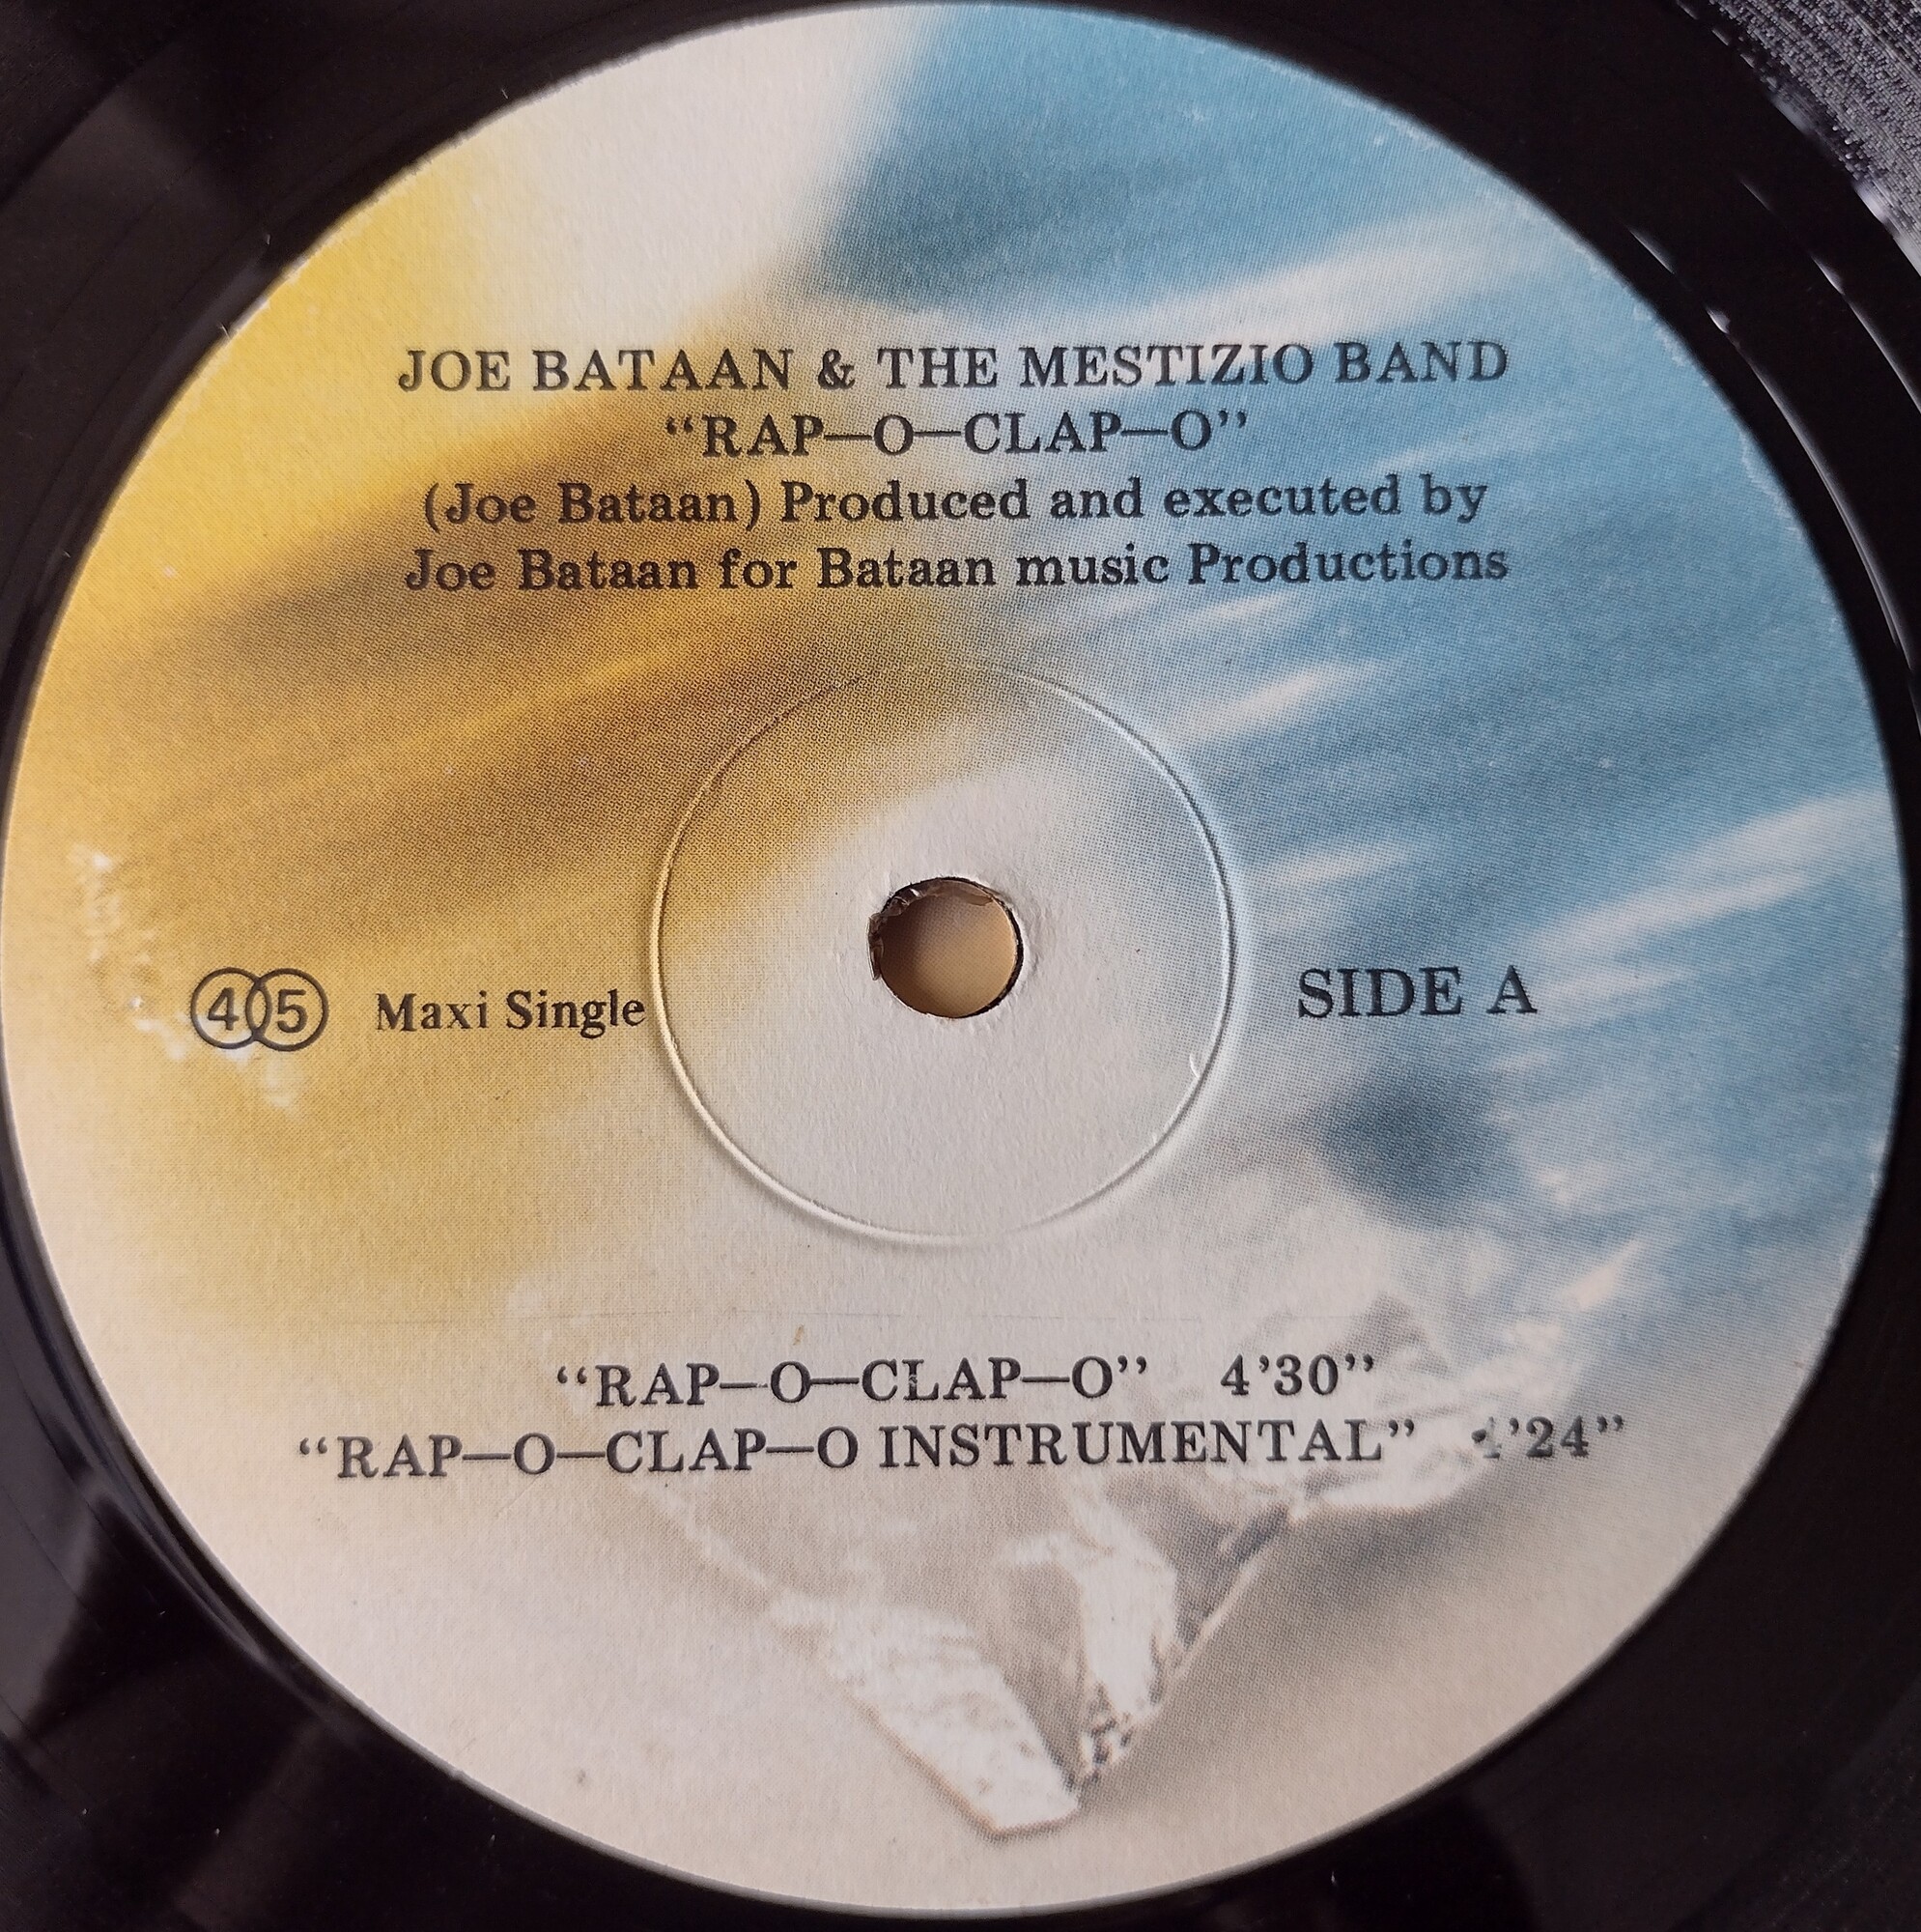 JOE BATAAN & THE MESTIZIO BAND
“RAP—O—CLAP—O”
(Joe Bataan) Produced and executed by
Joe Bataan for Bataan music Productions
45 Maxi Single
SIDE A
“RAP—O—CLAP—O” 4’30”
“RAP—O—CLAP—O INSTRUMENTAL”